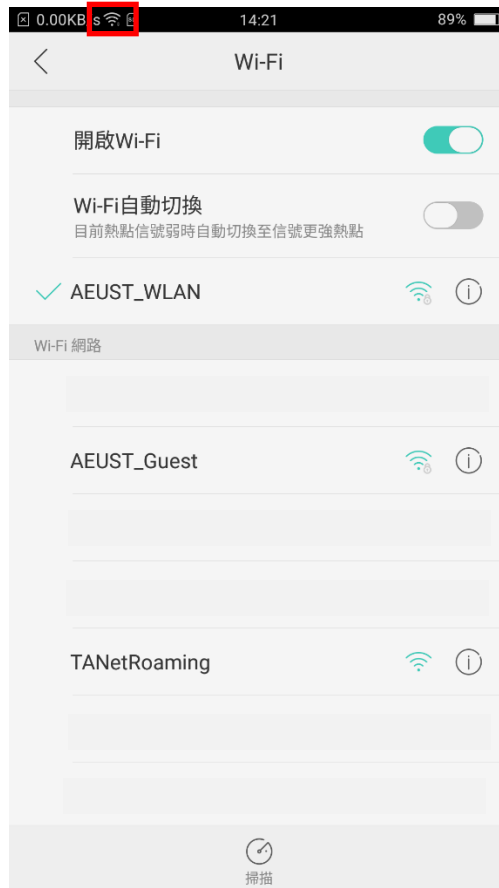 0.00KB/s 14:21 89%
Wi-Fi
開啟Wi-Fi
Wi-Fi自動切換
目前熱點信號弱時自動切換至信號更強熱點
AEUST_WLAN
Wi-Fi 網路
AEUST_Guest
TANetRoaming
掃描